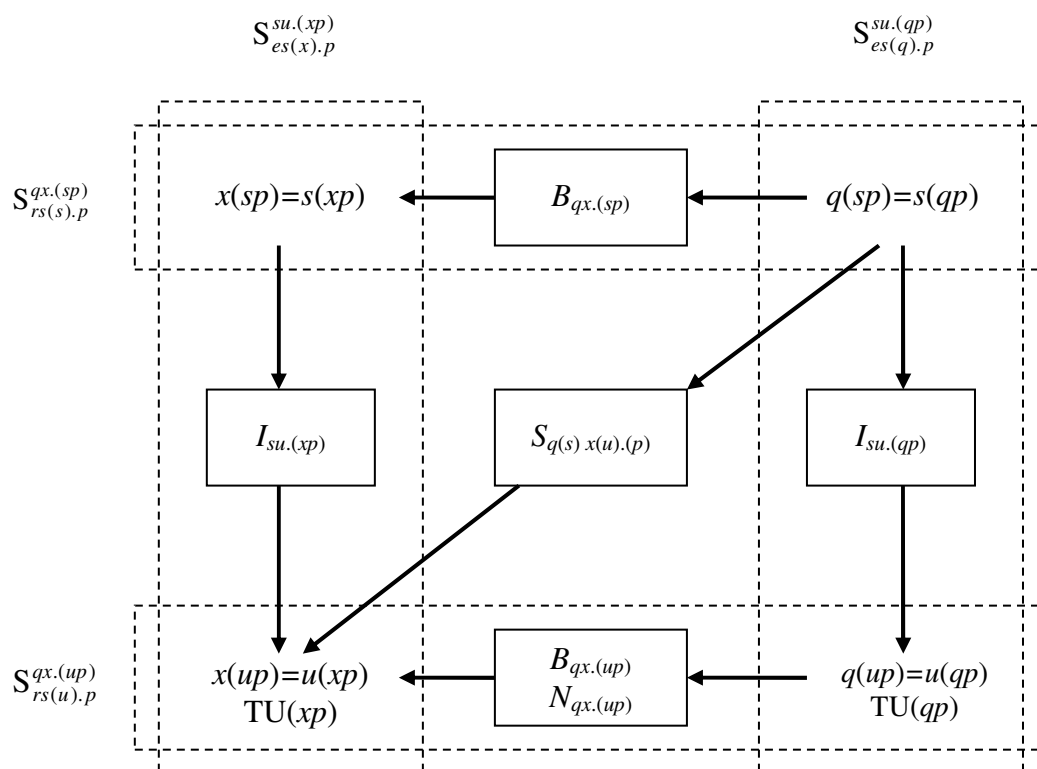 S^{su.(xp)}_{es(x).p} S^{su.(qp)}_{es(q).p}
S^{qx.(sp)}_{rs(s).p} x(sp)=s(xp) B_{qx.(sp)} q(sp)=s(qp)
I_{su.(xp)} S_{q(s) x(u).(p)} I_{su.(qp)}
S^{qx.(up)}_{rs(u).p} x(up)=u(xp) B_{qx.(up)} q(up)=u(qp)
TU(xp) N_{qx.(up)} TU(qp)